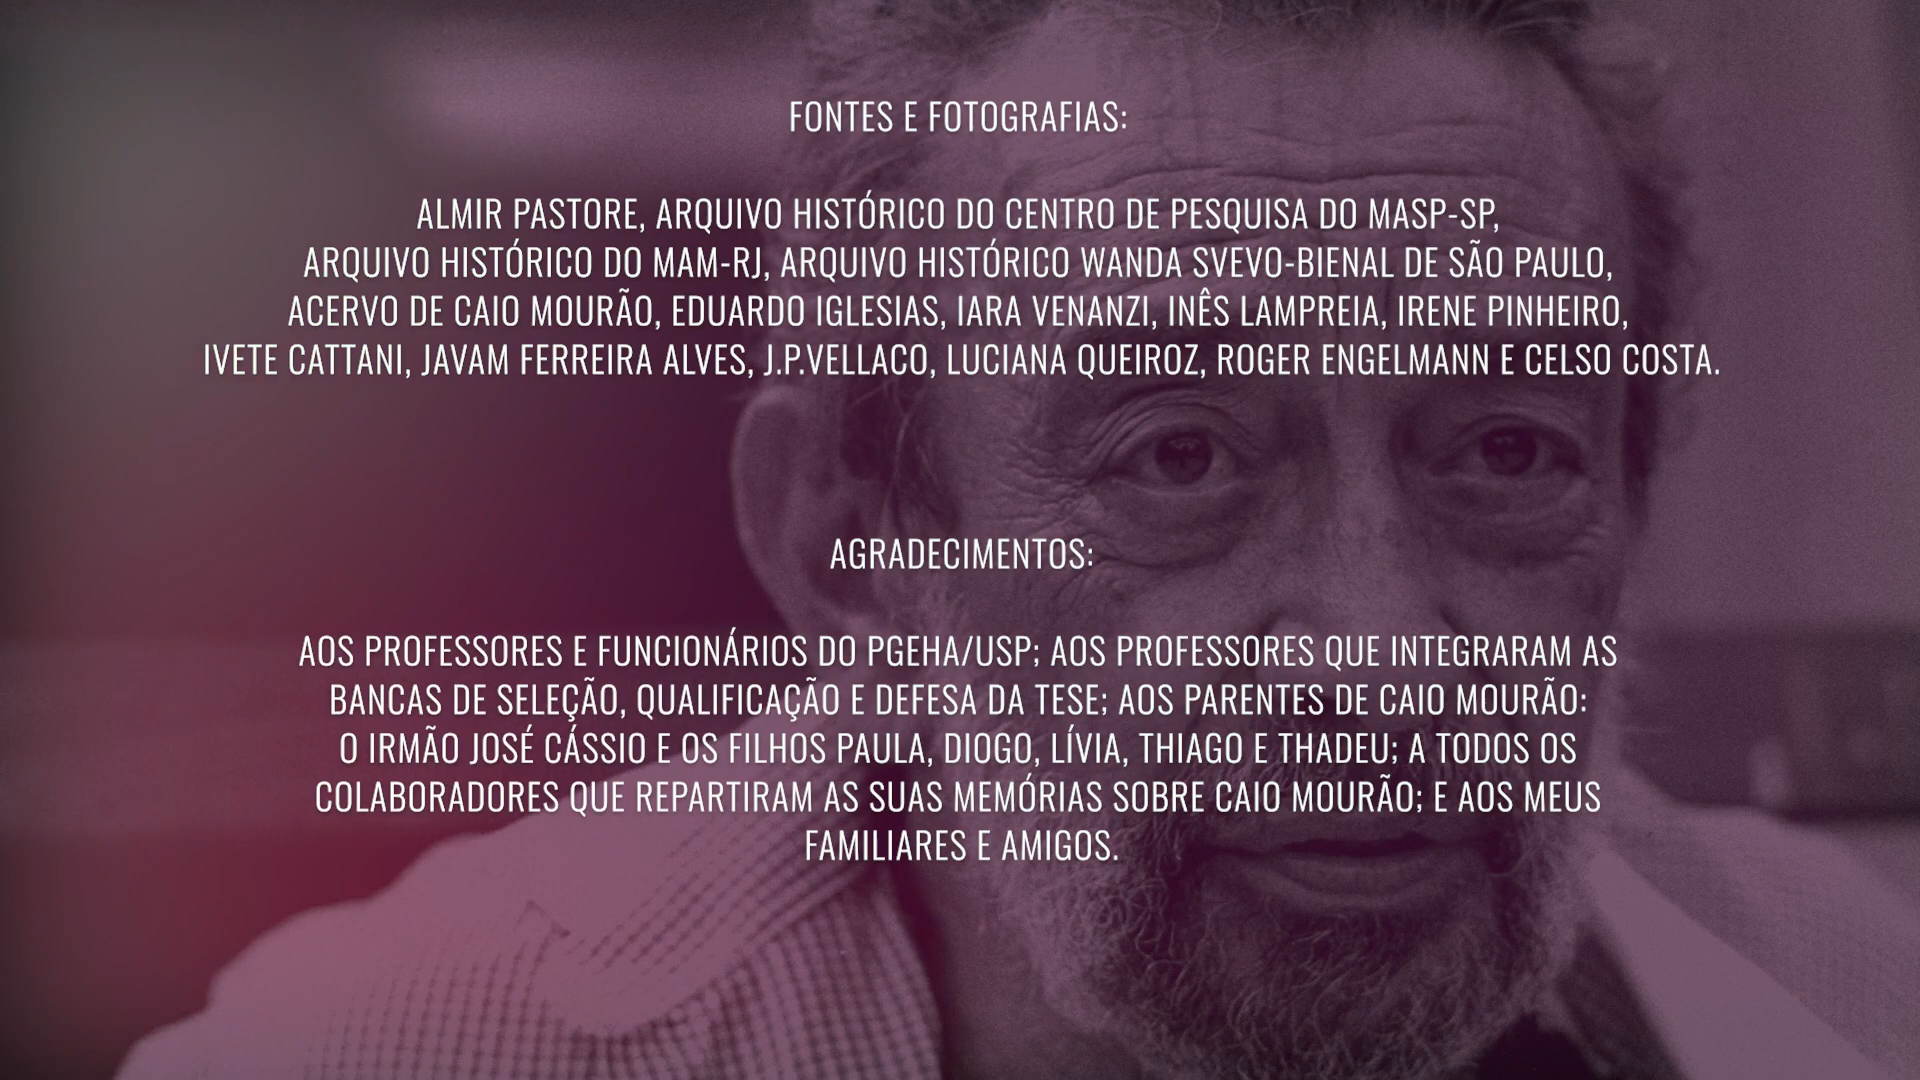 FONTES E FOTOGRAFIAS:
ALMIR PASTORE, ARQUIVO HISTÓRICO DO CENTRO DE PESQUISA DO MASP-SP,
ARQUIVO HISTÓRICO DO MAM-RJ, ARQUIVO HISTÓRICO WANDA SVEVO-BIENAL DE SÃO PAULO,
ACERVO DE CAIO MOURÃO, EDUARDO IGLESIAS, IARA VENANZI, INÊS LAMPREIA, IRENE PINHEIRO,
IVETE CATTANI, JAVAM FERREIRA ALVES, J.P.VELLACO, LUCIANA QUEIROZ, ROGER ENGELMANN E CELSO COSTA.
AGRADECIMENTOS:
AOS PROFESSORES E FUNCIONÁRIOS DO PGEHA/USP; AOS PROFESSORES QUE INTEGRARAM AS
BANCAS DE SELEÇÃO, QUALIFICAÇÃO E DEFESA DA TESE; AOS PARENTES DE CAIO MOURÃO:
O IRMÃO JOSÉ CÁSSIO E OS FILHOS PAULA, DIOGO, LÍVIA, THIAGO E THADEU; A TODOS OS
COLABORADORES QUE REPARTIRAM AS SUAS MEMÓRIAS SOBRE CAIO MOURÃO; E AOS MEUS
FAMILIARES E AMIGOS.